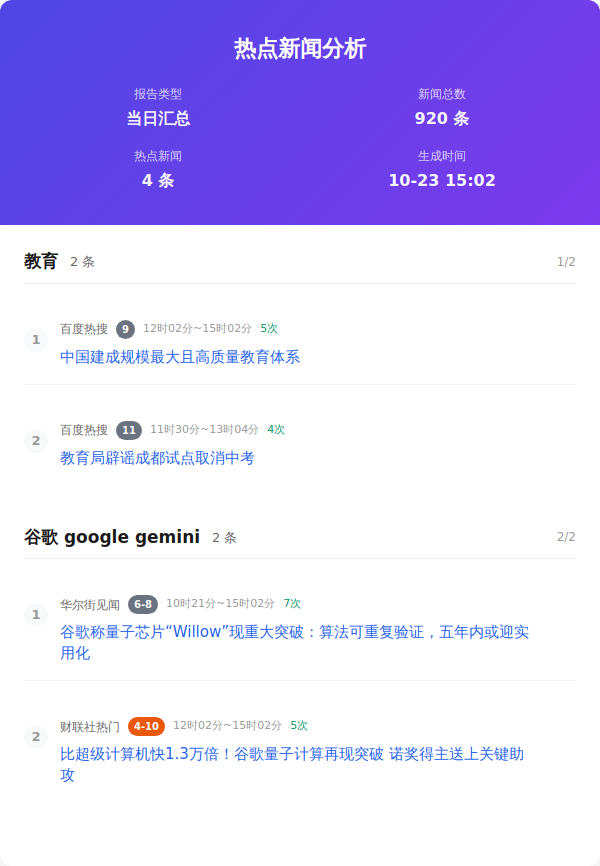 热点新闻分析
报告类型
新闻总数
当日汇总
920 条
热点新闻
生成时间
4 条
10-23 15:02
教育 2 条 1/2
1
百度热搜 9 12时02分~15时02分 5次
中国建成规模最大且高质量教育体系
2
百度热搜 11 11时30分~13时04分 4次
教育局辟谣成都试点取消中考
谷歌 google gemini 2 条 2/2
1
华尔街见闻 6-8 10时21分~15时02分 7次
谷歌称量子芯片“Willow”现重大突破：算法可重复验证，五年内或迎实
用化
2
财联社热门 4-10 12时02分~15时02分 5次
比超级计算机快1.3万倍！谷歌量子计算再现突破 诺奖得主送上关键助
攻